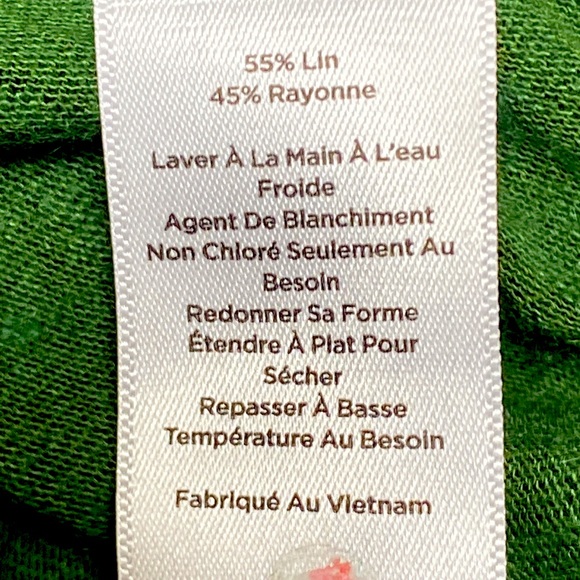 55% Lin
45% Rayonne
Laver À La Main À L'eau
Froide
Agent De Blanchiment
Non Chloré Seulement Au
Besoin
Redonner Sa Forme
Étendre À Plat Pour
Sécher
Repasser À Basse
Température Au Besoin
Fabriqué Au Vietnam